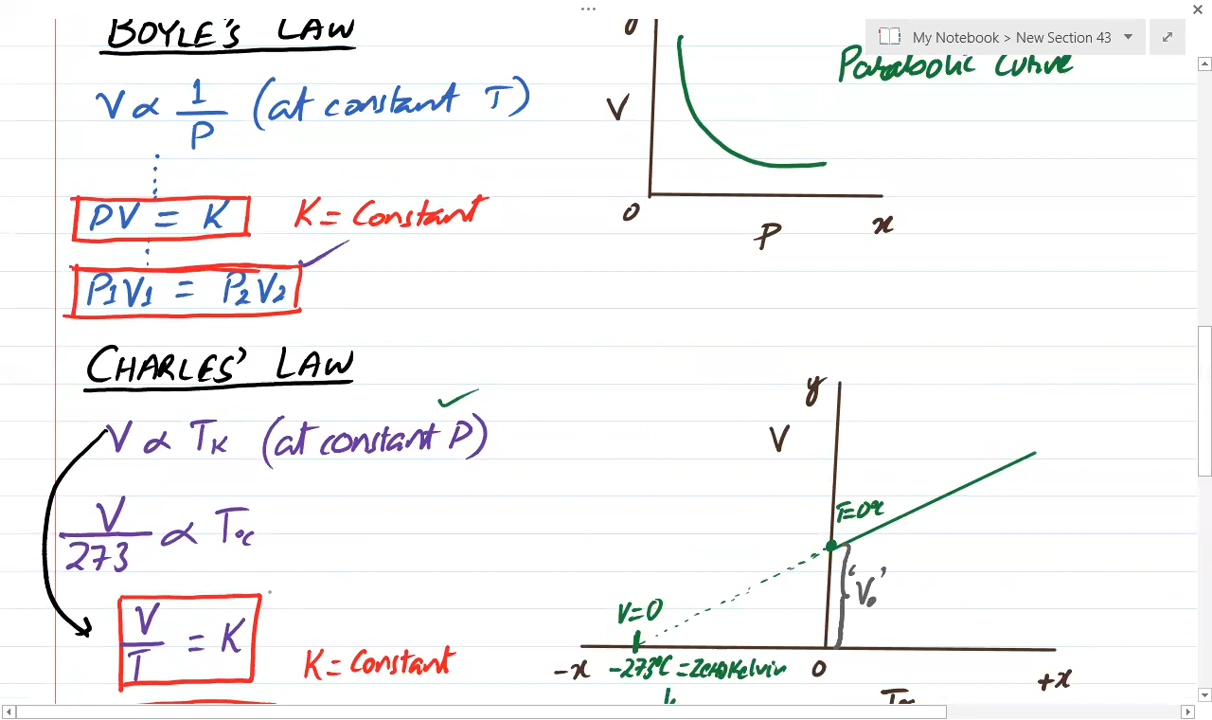 BOYLE'S LAW
V ∝ 1/P (at constant T)
PV = K K = Constant
P1V1 = P2V2
y
My Notebook > New Section 43
Parabolic Curve
V
0
P
x
CHARLES' LAW
V ∝ TK (at constant P)
V/273 ∝ T°C
V/T = K
K = Constant
y
V
T=0°C
'V₀'
V=0
-x -273°C = Zero Kelvin 0 +x
T°C